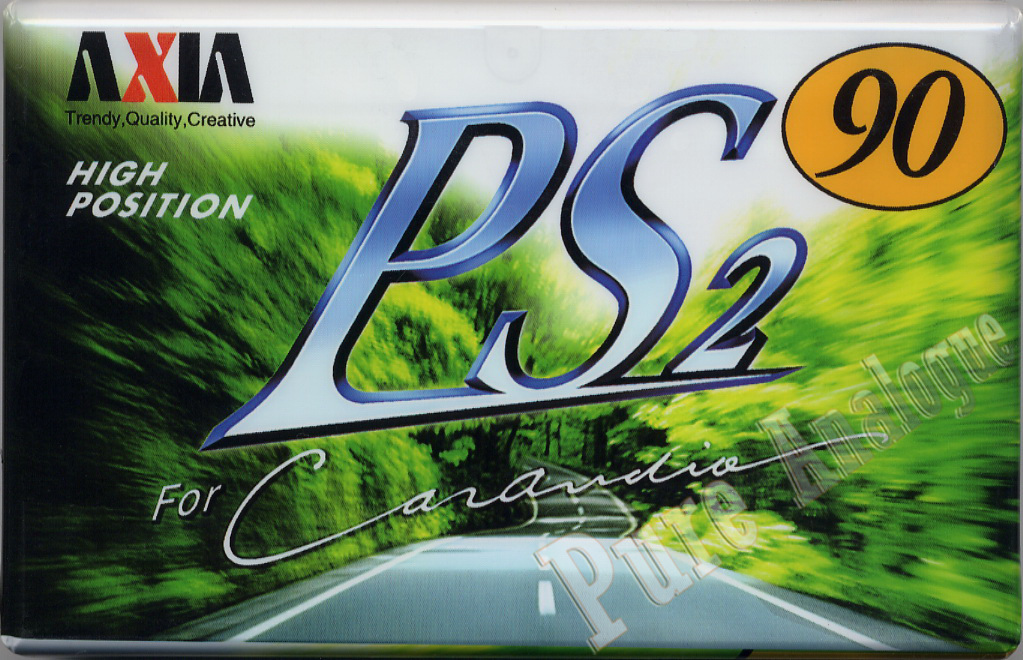 AXIA
Trendy,Quality,Creative
90
HIGH
POSITION
PS2
For Caraudio
Pure Analogue